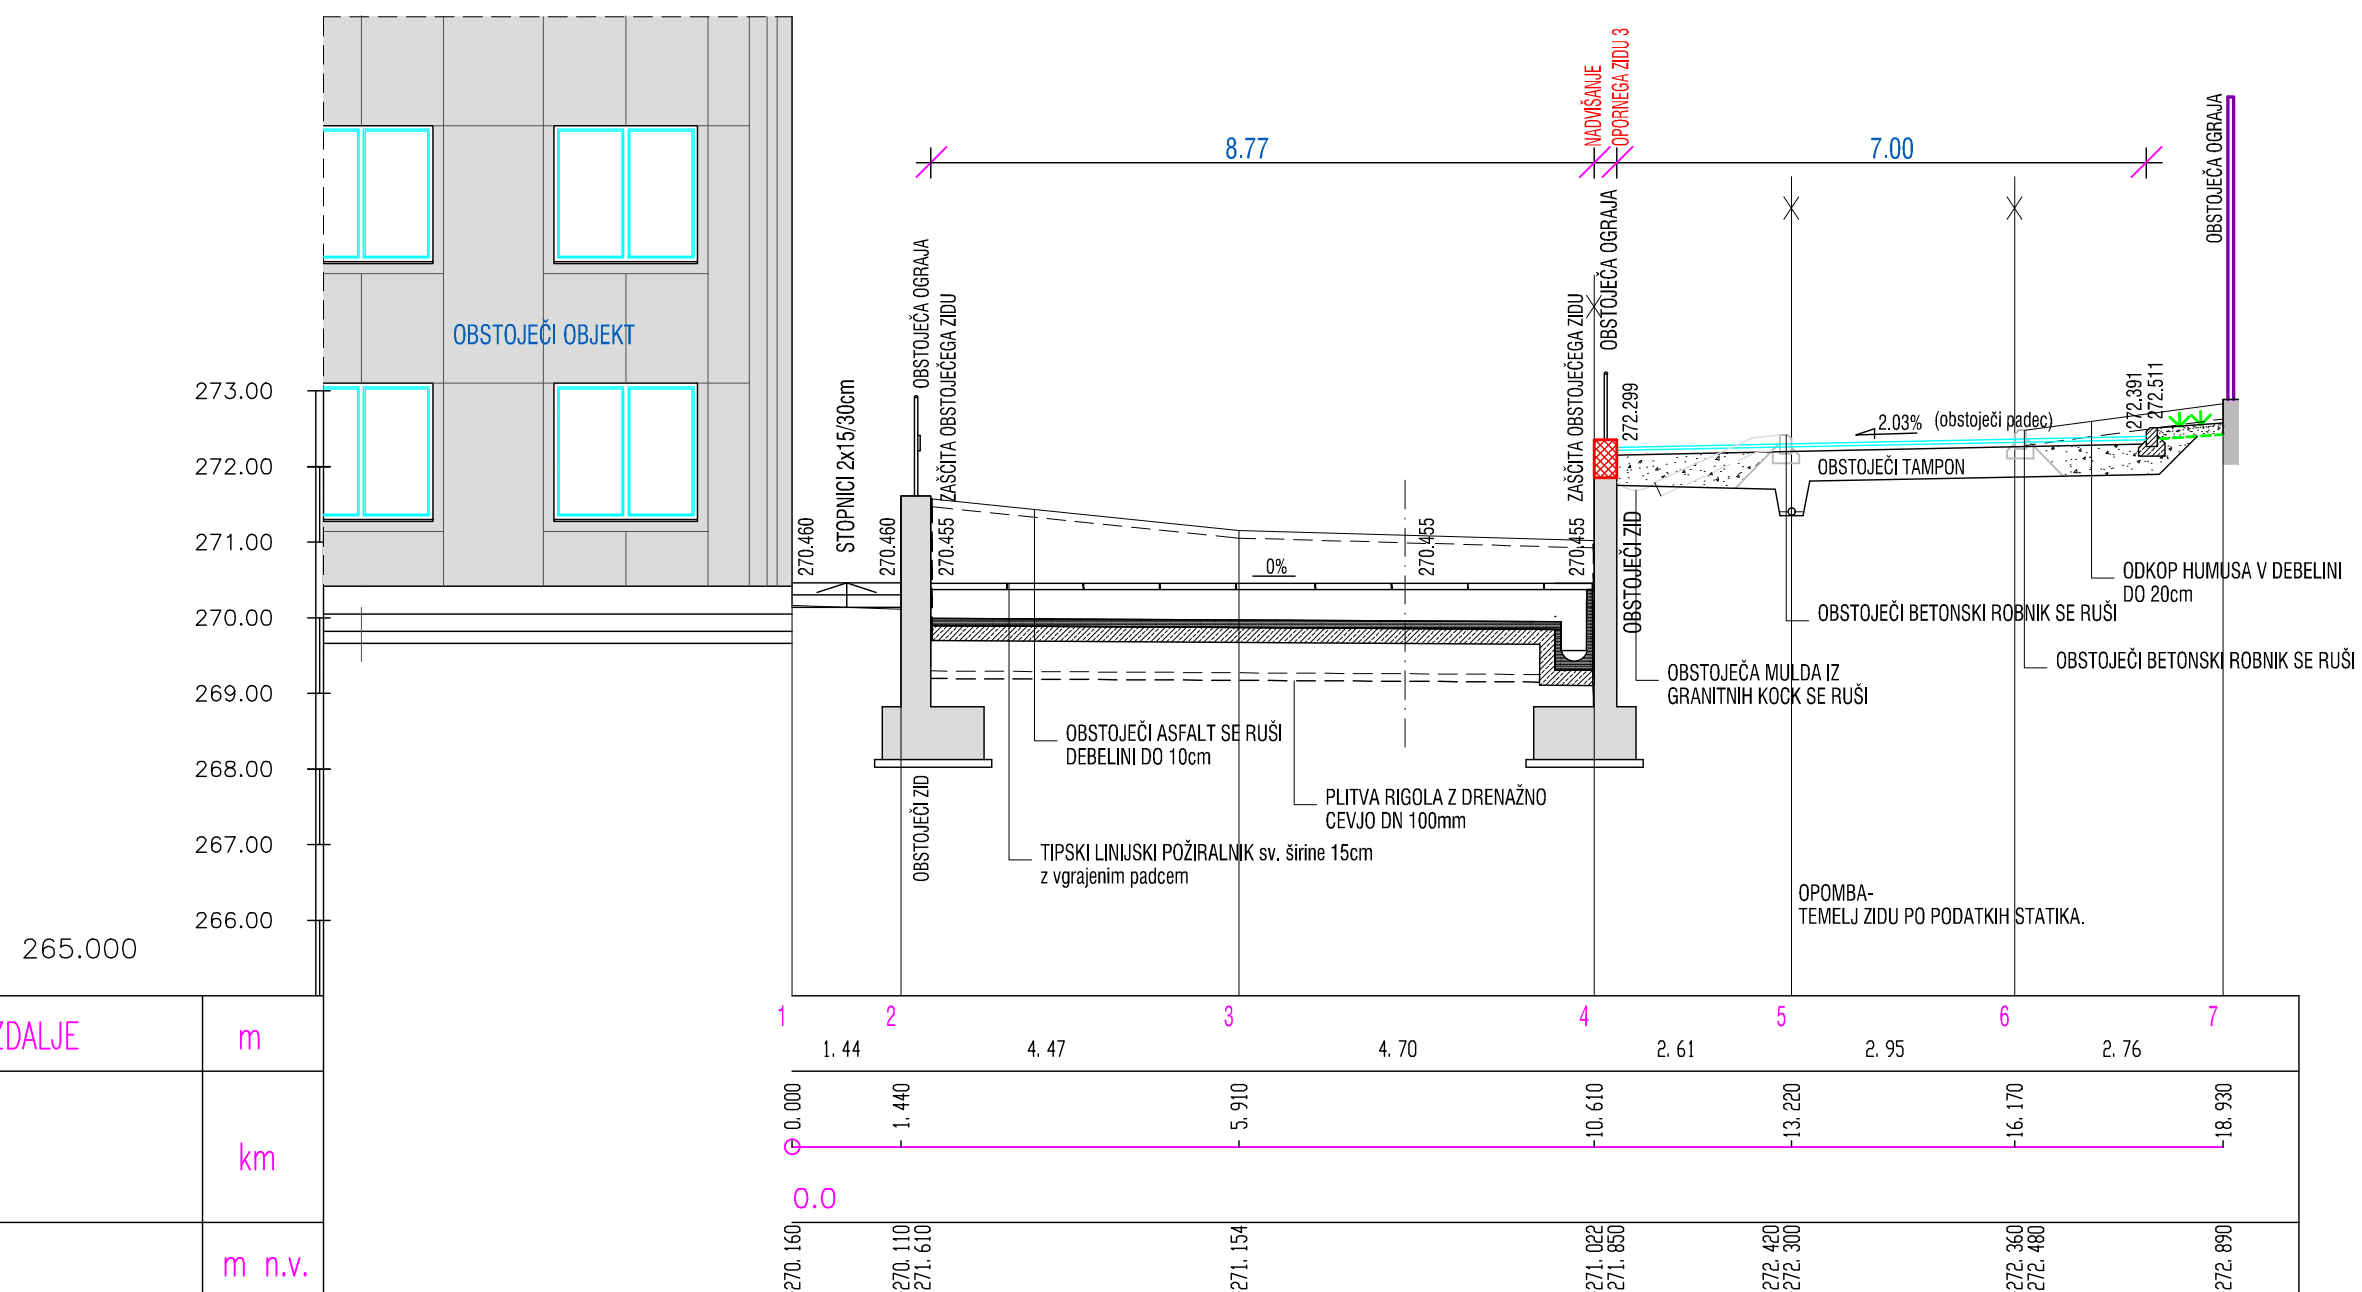 NADVIŠANJE
OPORNEGA ZIDU 3
8.77
7.00
OBSTOJEČA OGRAJA
OBSTOJEČA OGRAJA
ZAŠČITA OBSTOJEČEGA ZIDU
OBSTOJEČA OGRAJA
ZAŠČITA OBSTOJEČEGA ZIDU
OBSTOJEČI OBJEKT
STOPNICI 2x15/30cm
273.00
272.00
271.00
270.00
269.00
268.00
267.00
266.00
265.000
272.299
2.03%
(obstoječi padec)
272.391
272.511
OBSTOJEČI TAMPON
270.460
270.460
270.455
0%
270.455
270.455
OBSTOJEČI ZID
ODKOP HUMUSA V DEBELINI
DO 20cm
OBSTOJEČI BETONSKI ROBNIK SE RUŠI
OBSTOJEČI BETONSKI ROBNIK SE RUŠI
OBSTOJEČA MULDA IZ
GRANITNIH KOCK SE RUŠI
OBSTOJEČI ASFALT SE RUŠI
DEBELINI DO 10cm
PLITVA RIGOLA Z DRENAŽNO
CEVJO DN 100mm
OBSTOJEČI ZID
TIPSKI LINIJSKI POŽIRALNIK sv. širine 15cm
z vgrajenim padcem
OPOMBA-
TEMELJ ZIDU PO PODATKIH STATIKA.
1 2 3 4 5 6 7
ZDALJE m
1.44 4.47 4.70 2.61 2.95 2.76
0.000 1.440 5.910 10.610 13.220 16.170 18.930
km
0.0
m n.v.
270.160 270.110 271.610 271.154 271.022 271.850 272.420 272.300 272.360 272.480 272.890